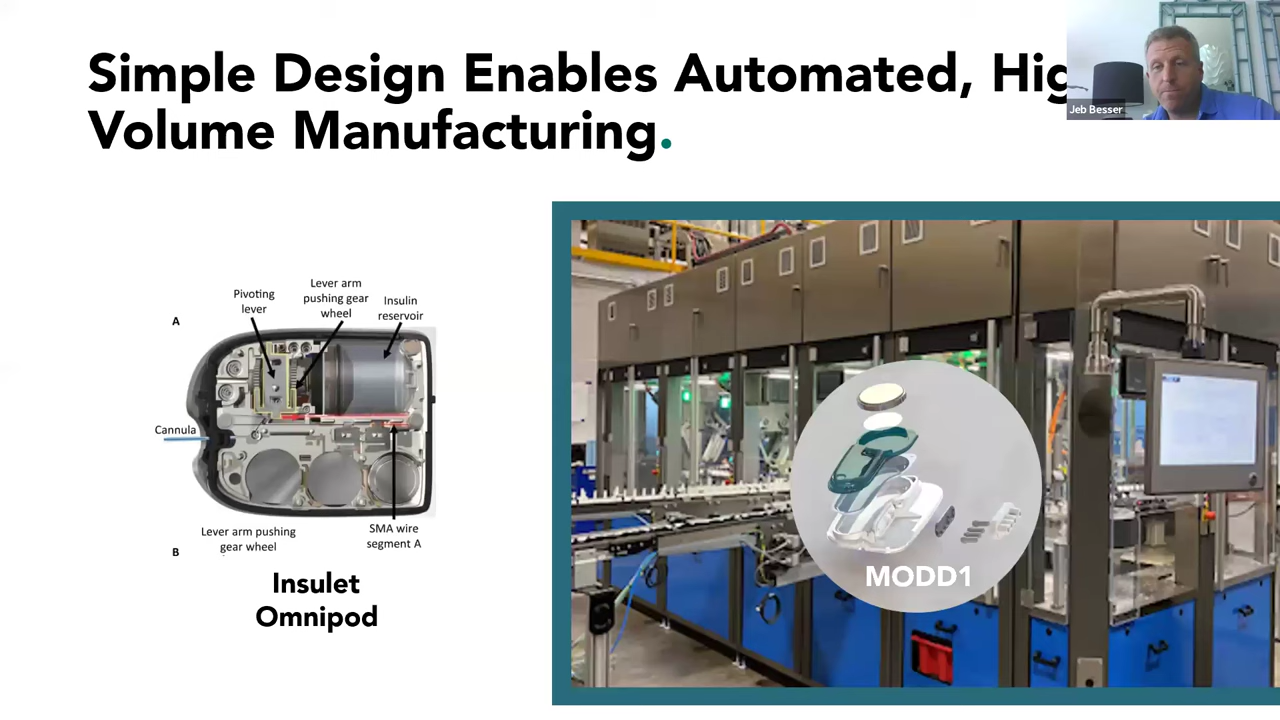 Simple Design Enables Automated, Hig
Volume Manufacturing.
Jeb Besser
Lever arm
pushing gear
wheel
Pivoting
lever
Insulin
reservoir
A
Cannula
Lever arm pushing
gear wheel
SMA wire
segment A
B
Insulet
Omnipod
MODD1